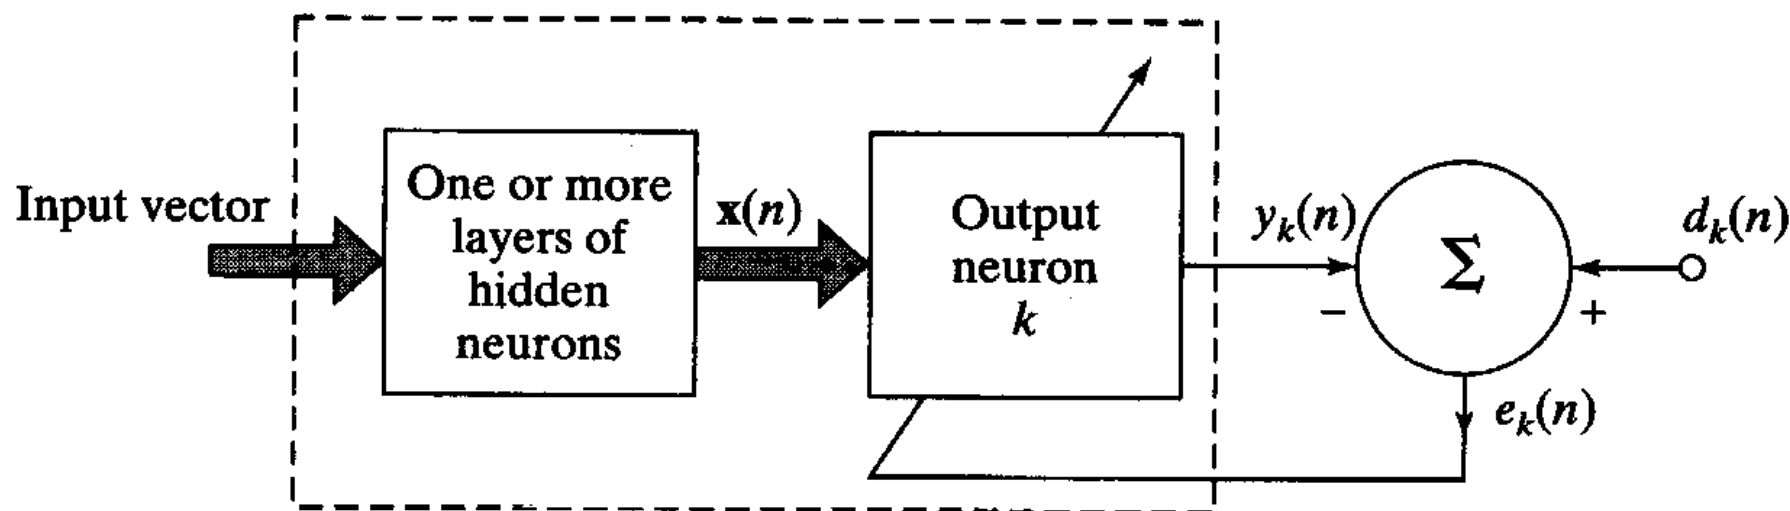 Input vector
One or more
layers of
hidden
neurons
x(n)
Output
neuron
k
yₖ(n)
−
Σ
+
dₖ(n)
eₖ(n)